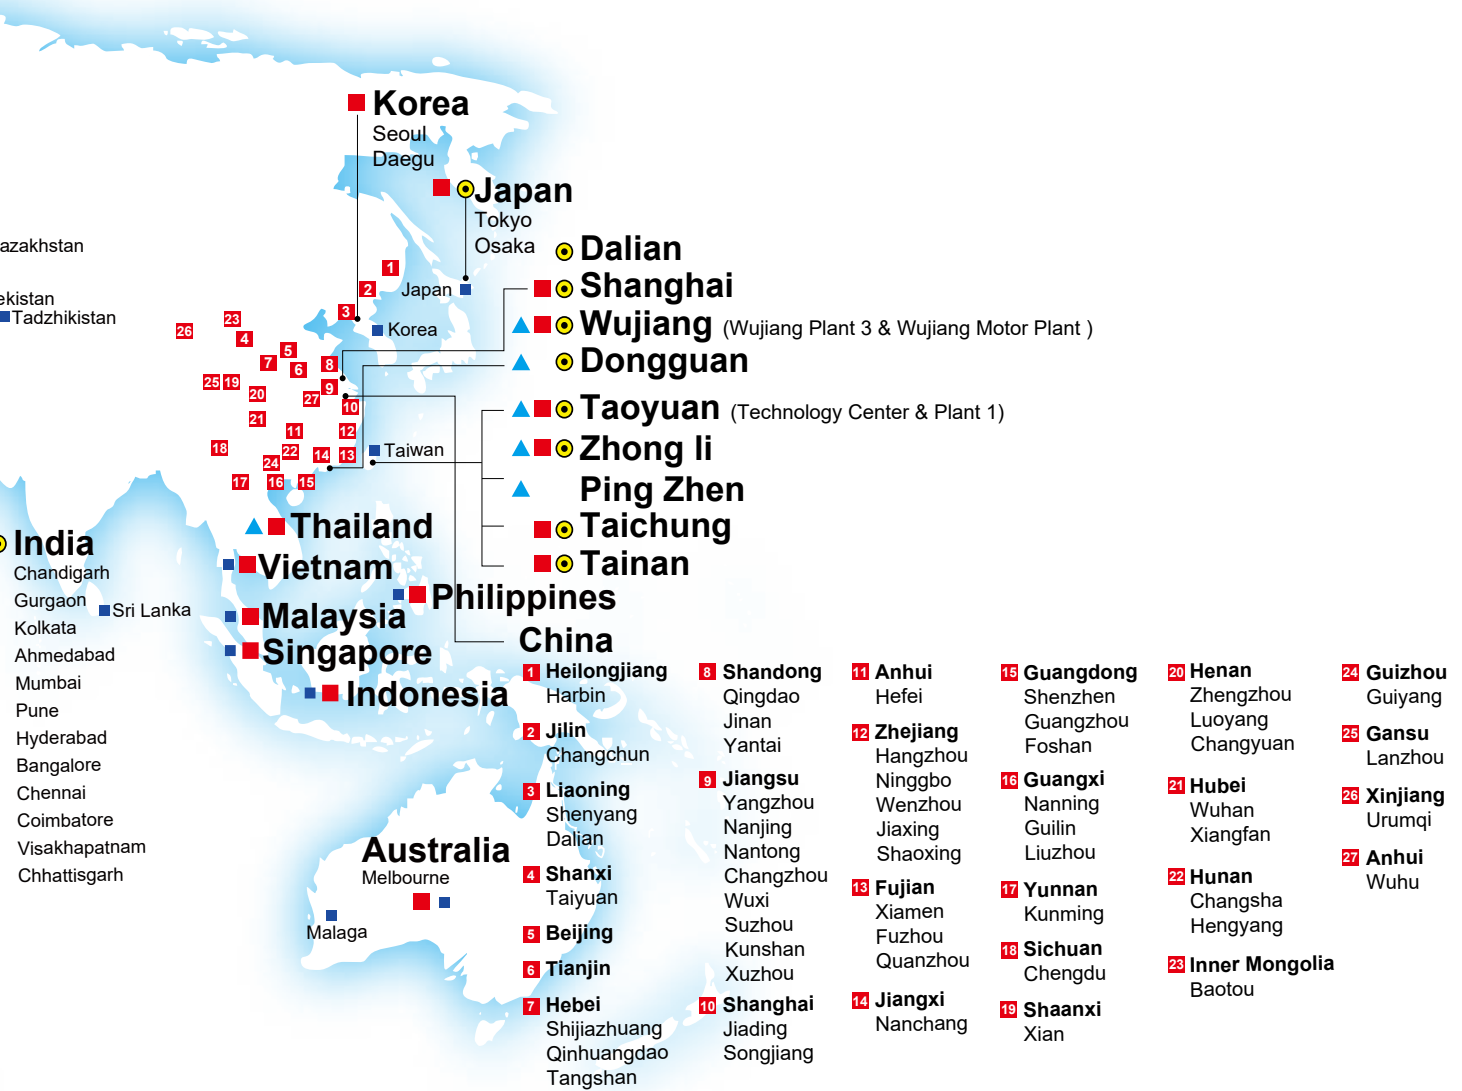 Korea
Seoul
Daegu
Japan
Tokyo
Osaka
azakhstan
ekistan
Tadzhikistan
Japan
Korea
Taiwan
1
2
3
23
26
4
5
7
6
8
25
19
20
9
27
10
21
11
12
18
22
14
13
24
17
16
15
Dalian
Shanghai
Wujiang (Wujiang Plant 3 & Wujiang Motor Plant )
Dongguan
Taoyuan (Technology Center & Plant 1)
Zhong li
Ping Zhen
Taichung
Tainan
Thailand
Vietnam
Philippines
Malaysia
Singapore
Indonesia
India
Chandigarh
Gurgaon
Kolkata
Ahmedabad
Mumbai
Pune
Hyderabad
Bangalore
Chennai
Coimbatore
Visakhapatnam
Chhattisgarh
Sri Lanka
Australia
Melbourne
Malaga
China
1 Heilongjiang
Harbin
2 Jilin
Changchun
3 Liaoning
Shenyang
Dalian
4 Shanxi
Taiyuan
5 Beijing
6 Tianjin
7 Hebei
Shijiazhuang
Qinhuangdao
Tangshan
8 Shandong
Qingdao
Jinan
Yantai
9 Jiangsu
Yangzhou
Nanjing
Nantong
Changzhou
Wuxi
Suzhou
Kunshan
Xuzhou
10 Shanghai
Jiading
Songjiang
11 Anhui
Hefei
12 Zhejiang
Hangzhou
Ninggbo
Wenzhou
Jiaxing
Shaoxing
13 Fujian
Xiamen
Fuzhou
Quanzhou
14 Jiangxi
Nanchang
15 Guangdong
Shenzhen
Guangzhou
Foshan
16 Guangxi
Nanning
Guilin
Liuzhou
17 Yunnan
Kunming
18 Sichuan
Chengdu
19 Shaanxi
Xian
20 Henan
Zhengzhou
Luoyang
Changyuan
21 Hubei
Wuhan
Xiangfan
22 Hunan
Changsha
Hengyang
23 Inner Mongolia
Baotou
24 Guizhou
Guiyang
25 Gansu
Lanzhou
26 Xinjiang
Urumqi
27 Anhui
Wuhu